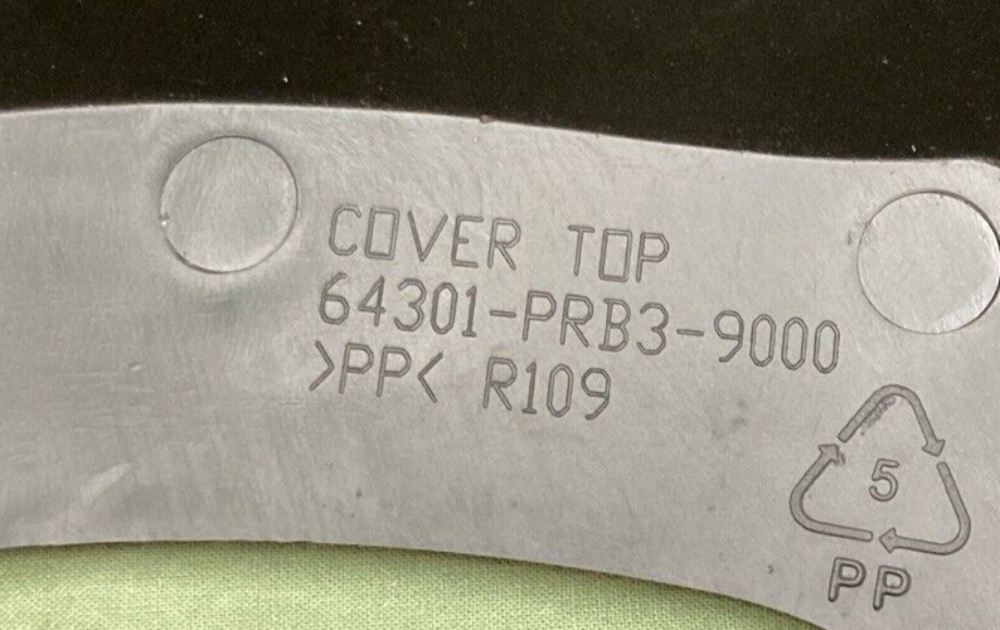 COVER TOP
64301-PRB3-9000
>PP< R109
5
PP